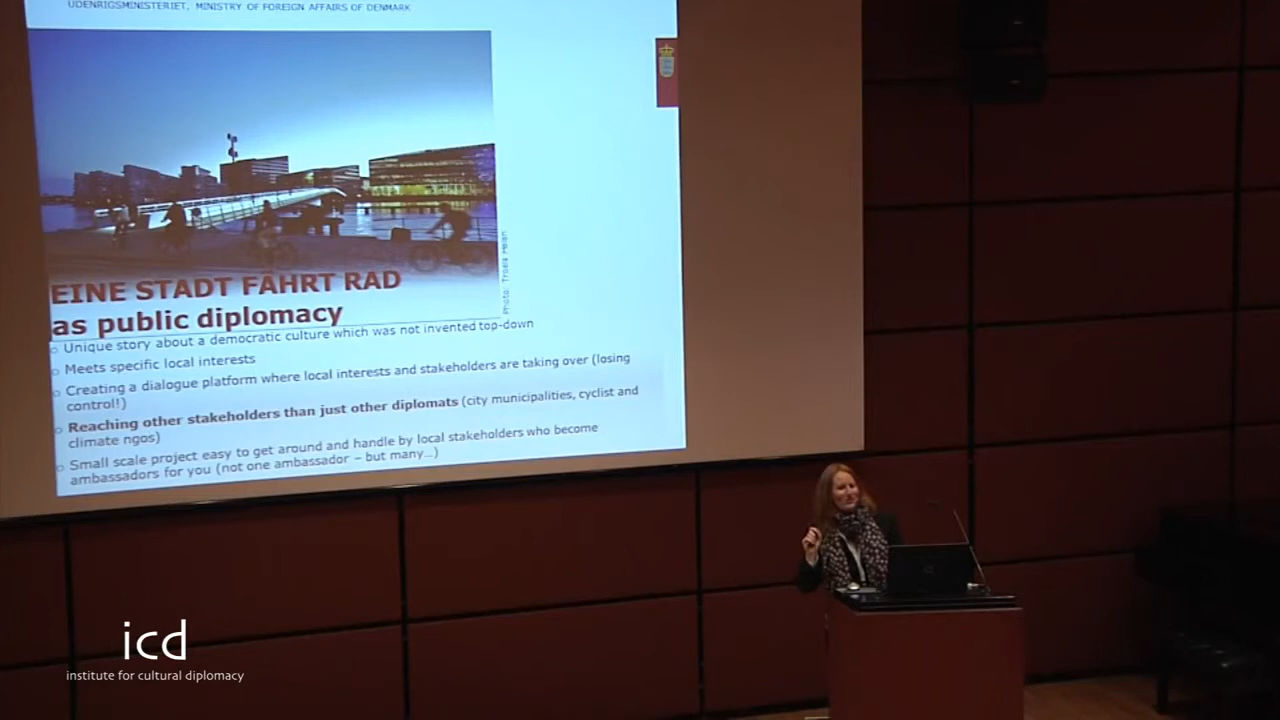 UDENRIGSMINISTERIET, MINISTRY OF FOREIGN AFFAIRS OF DENMARK
EINE STADT FÄHRT RAD
as public diplomacy
Photo: Troels Heien
o Unique story about a democratic culture which was not invented top-down
o Meets specific local interests
o Creating a dialogue platform where local interests and stakeholders are taking over (losing
control!)
o Reaching other stakeholders than just other diplomats (city municipalities, cyclist and
climate ngos)
o Small scale project easy to get around and handle by local stakeholders who become
ambassadors for you (not one ambassador – but many…)
icd
institute for cultural diplomacy